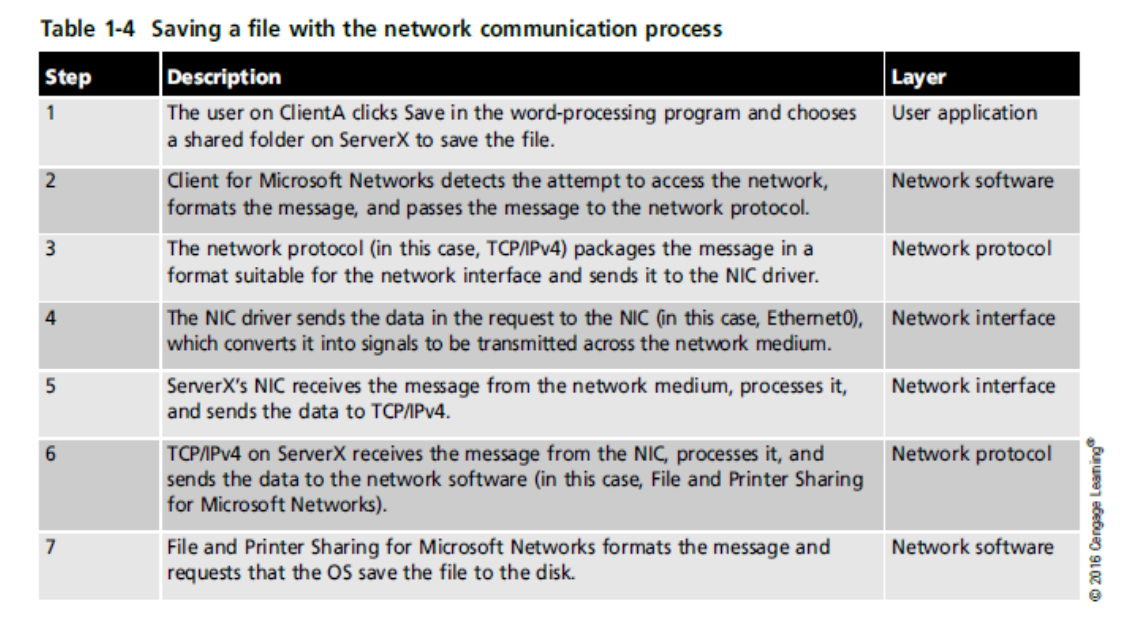 Table 1-4 Saving a file with the network communication process
Step Description Layer
1 The user on ClientA clicks Save in the word-processing program and chooses User application
a shared folder on ServerX to save the file.
2 Client for Microsoft Networks detects the attempt to access the network, Network software
formats the message, and passes the message to the network protocol.
3 The network protocol (in this case, TCP/IPv4) packages the message in a Network protocol
format suitable for the network interface and sends it to the NIC driver.
4 The NIC driver sends the data in the request to the NIC (in this case, Ethernet0), Network interface
which converts it into signals to be transmitted across the network medium.
5 ServerX's NIC receives the message from the network medium, processes it, Network interface
and sends the data to TCP/IPv4.
6 TCP/IPv4 on ServerX receives the message from the NIC, processes it, and Network protocol
sends the data to the network software (in this case, File and Printer Sharing
for Microsoft Networks).
7 File and Printer Sharing for Microsoft Networks formats the message and Network software
requests that the OS save the file to the disk.
© 2016 Cengage Learning®